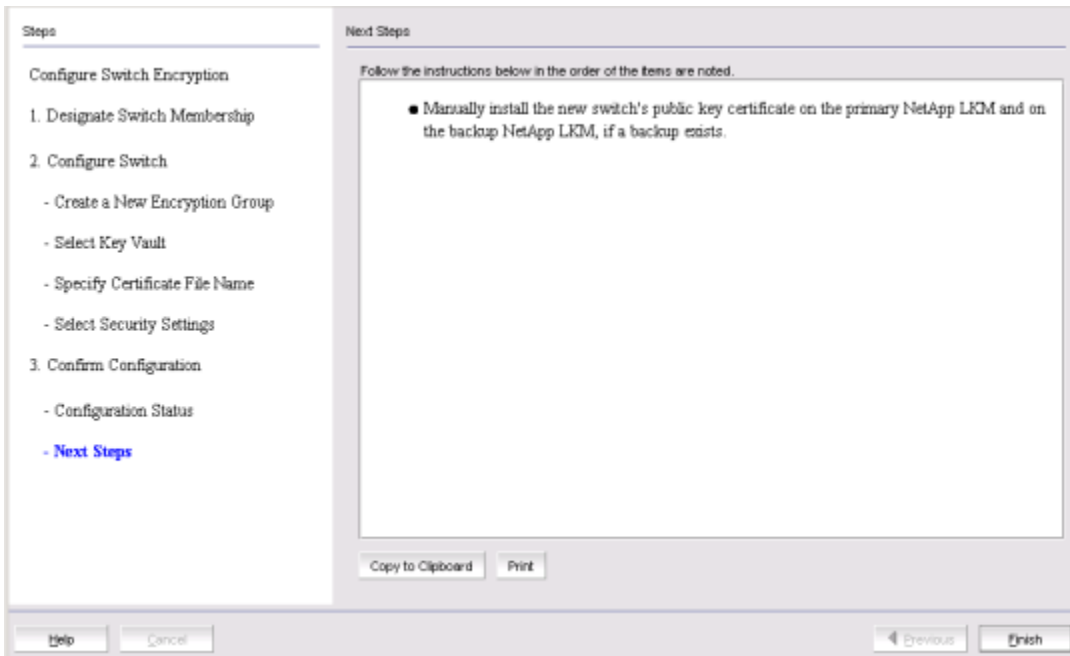 Steps
Configure Switch Encryption
1. Designate Switch Membership
2. Configure Switch
- Create a New Encryption Group
- Select Key Vault
- Specify Certificate File Name
- Select Security Settings
3. Confirm Configuration
- Configuration Status
- Next Steps
Next Steps
Follow the instructions below in the order of the items are noted.
● Manually install the new switch's public key certificate on the primary NetApp LKM and on
the backup NetApp LKM, if a backup exists.
Copy to Clipboard
Print
Help
Cancel
Previous
Finish